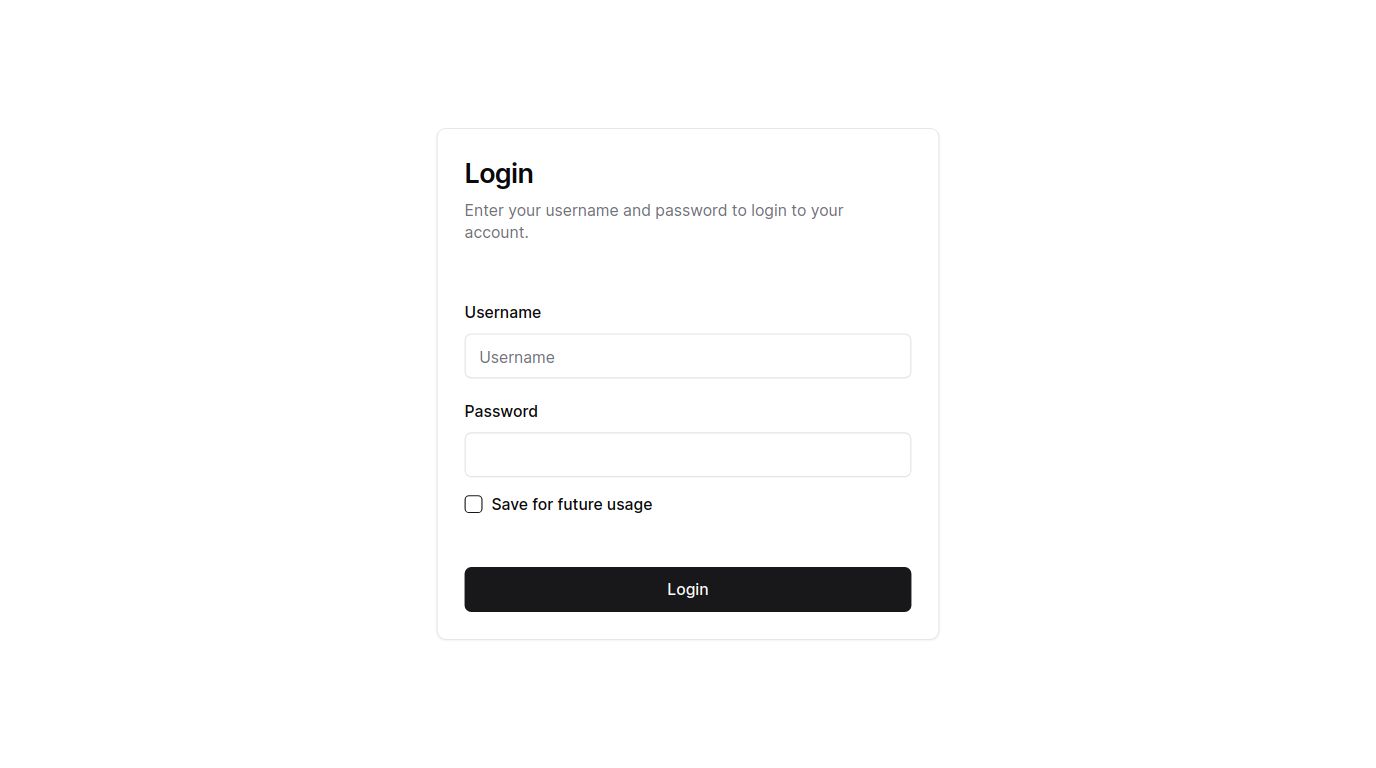 Login
Enter your username and password to login to your
account.
Username
Username
Password
Save for future usage
Login